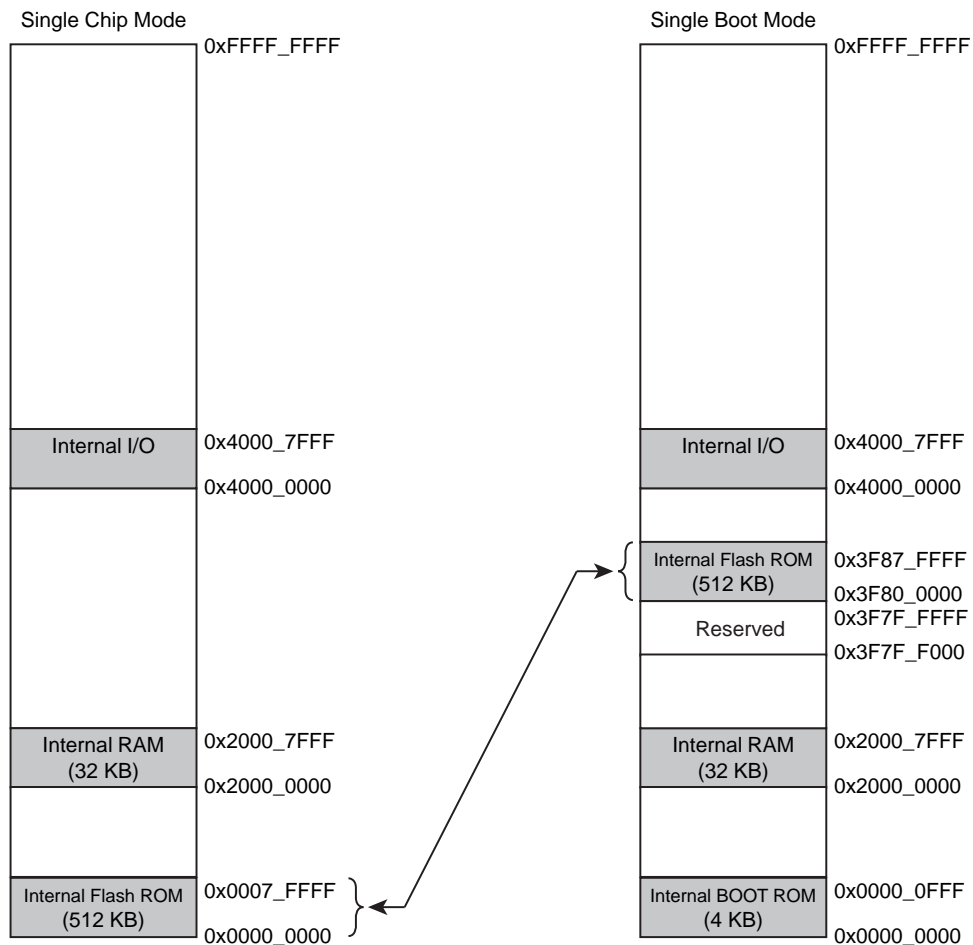 Single Chip Mode
0xFFFF_FFFF
Internal I/O
0x4000_7FFF
0x4000_0000
Internal RAM
(32 KB)
0x2000_7FFF
0x2000_0000
Internal Flash ROM
(512 KB)
0x0007_FFFF
0x0000_0000
Single Boot Mode
0xFFFF_FFFF
Internal I/O
0x4000_7FFF
0x4000_0000
Internal Flash ROM
(512 KB)
0x3F87_FFFF
0x3F80_0000
Reserved
0x3F7F_FFFF
0x3F7F_F000
Internal RAM
(32 KB)
0x2000_7FFF
0x2000_0000
Internal BOOT ROM
(4 KB)
0x0000_0FFF
0x0000_0000